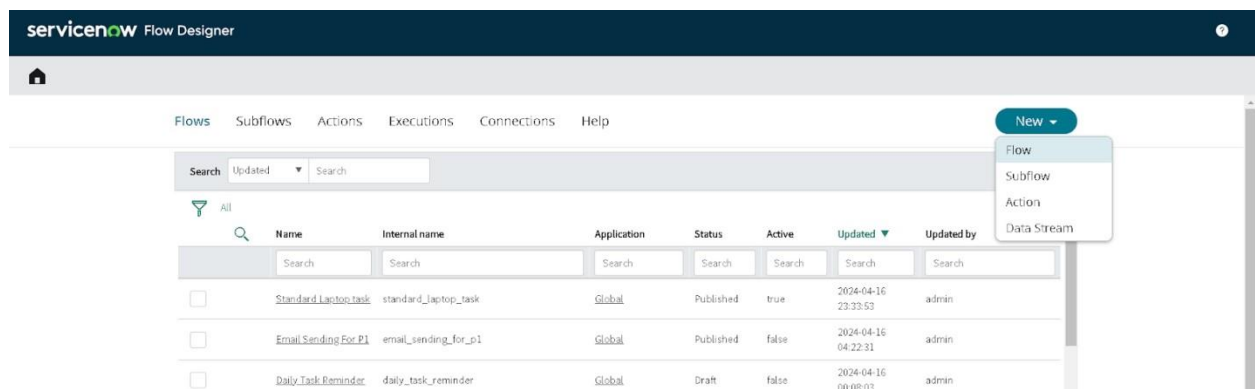 servicenow Flow Designer
Flows Subflows Actions Executions Connections Help New
Flow
Subflow
Action
Data Stream
Search Updated Search
All
Name Internal name Application Status Active Updated Updated by
Search Search Search Search Search Search Search
Standard Laptop task standard_laptop_task Global Published true 2024-04-16 23:33:53 admin
Email Sending For P1 email_sending_for_p1 Global Published false 2024-04-16 04:22:31 admin
Daily Task Reminder daily_task_reminder Global Draft false 2024-04-16 admin